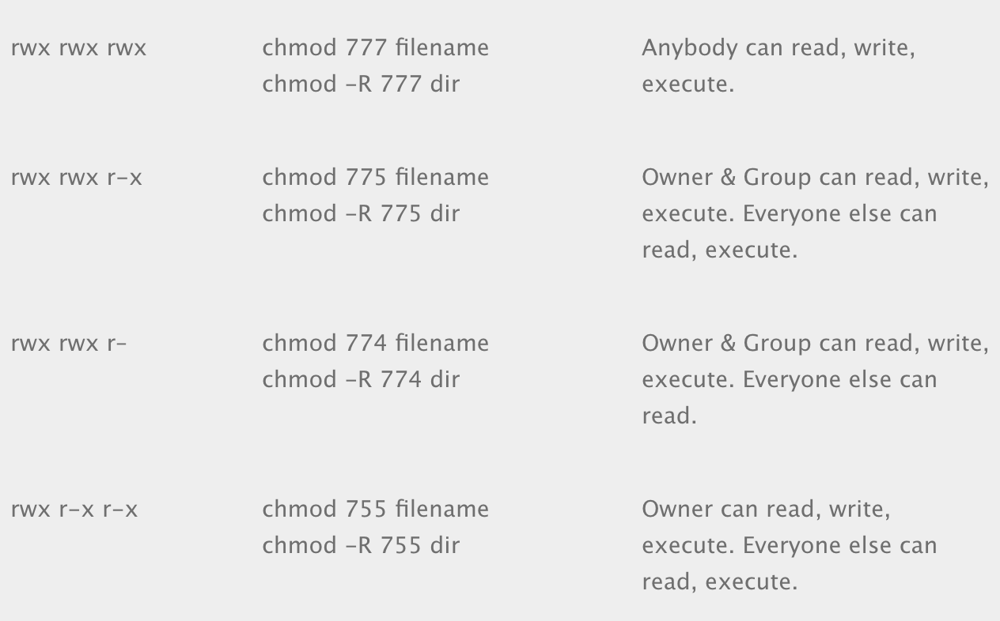 rwx rwx rwx
chmod 777 filename
chmod -R 777 dir
Anybody can read, write,
execute.
rwx rwx r-x
chmod 775 filename
chmod -R 775 dir
Owner & Group can read, write,
execute. Everyone else can
read, execute.
rwx rwx r–
chmod 774 filename
chmod -R 774 dir
Owner & Group can read, write,
execute. Everyone else can
read.
rwx r-x r-x
chmod 755 filename
chmod -R 755 dir
Owner can read, write,
execute. Everyone else can
read, execute.